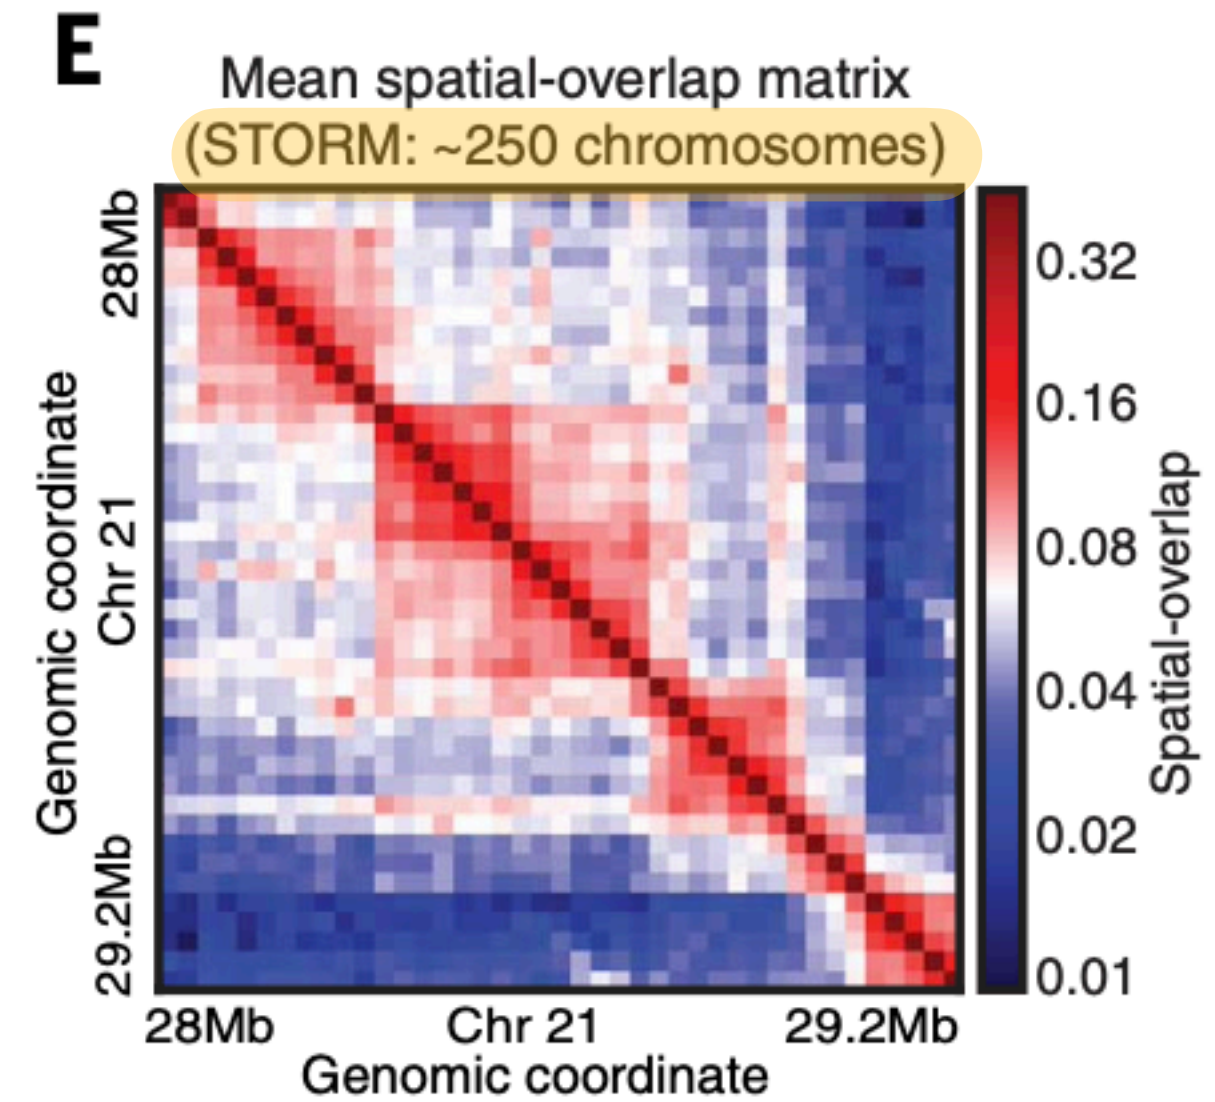 E
Mean spatial-overlap matrix
(STORM: ~250 chromosomes)
28Mb
Chr 21
29.2Mb
Genomic coordinate
0.32
0.16
0.08
0.04
0.02
0.01
Spatial-overlap
28Mb
Chr 21
29.2Mb
Genomic coordinate